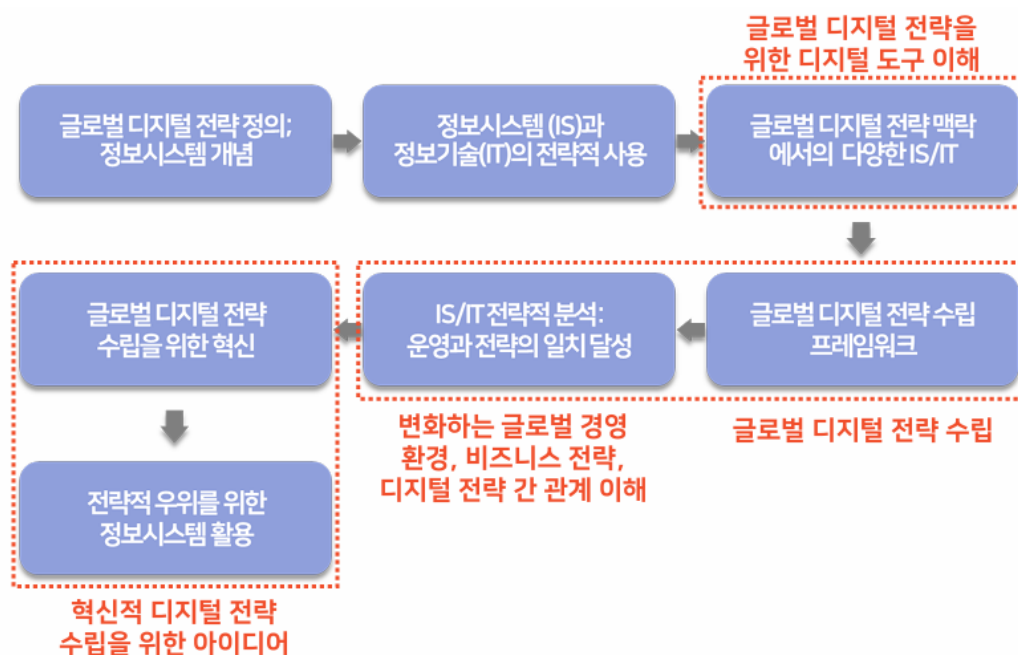 글로벌 디지털 전략을
위한 디지털 도구 이해
글로벌 디지털 전략 정의;
정보시스템 개념
정보시스템 (IS)과
정보기술(IT)의 전략적 사용
글로벌 디지털 전략 맥락
에서의 다양한 IS/IT
글로벌 디지털 전략 수립
프레임워크
IS/IT 전략적 분석:
운영과 전략의 일치 달성
글로벌 디지털 전략
수립을 위한 혁신
글로벌 디지털 전략 수립
변화하는 글로벌 경영
환경, 비즈니스 전략,
디지털 전략 간 관계 이해
전략적 우위를 위한
정보시스템 활용
혁신적 디지털 전략
수립을 위한 아이디어